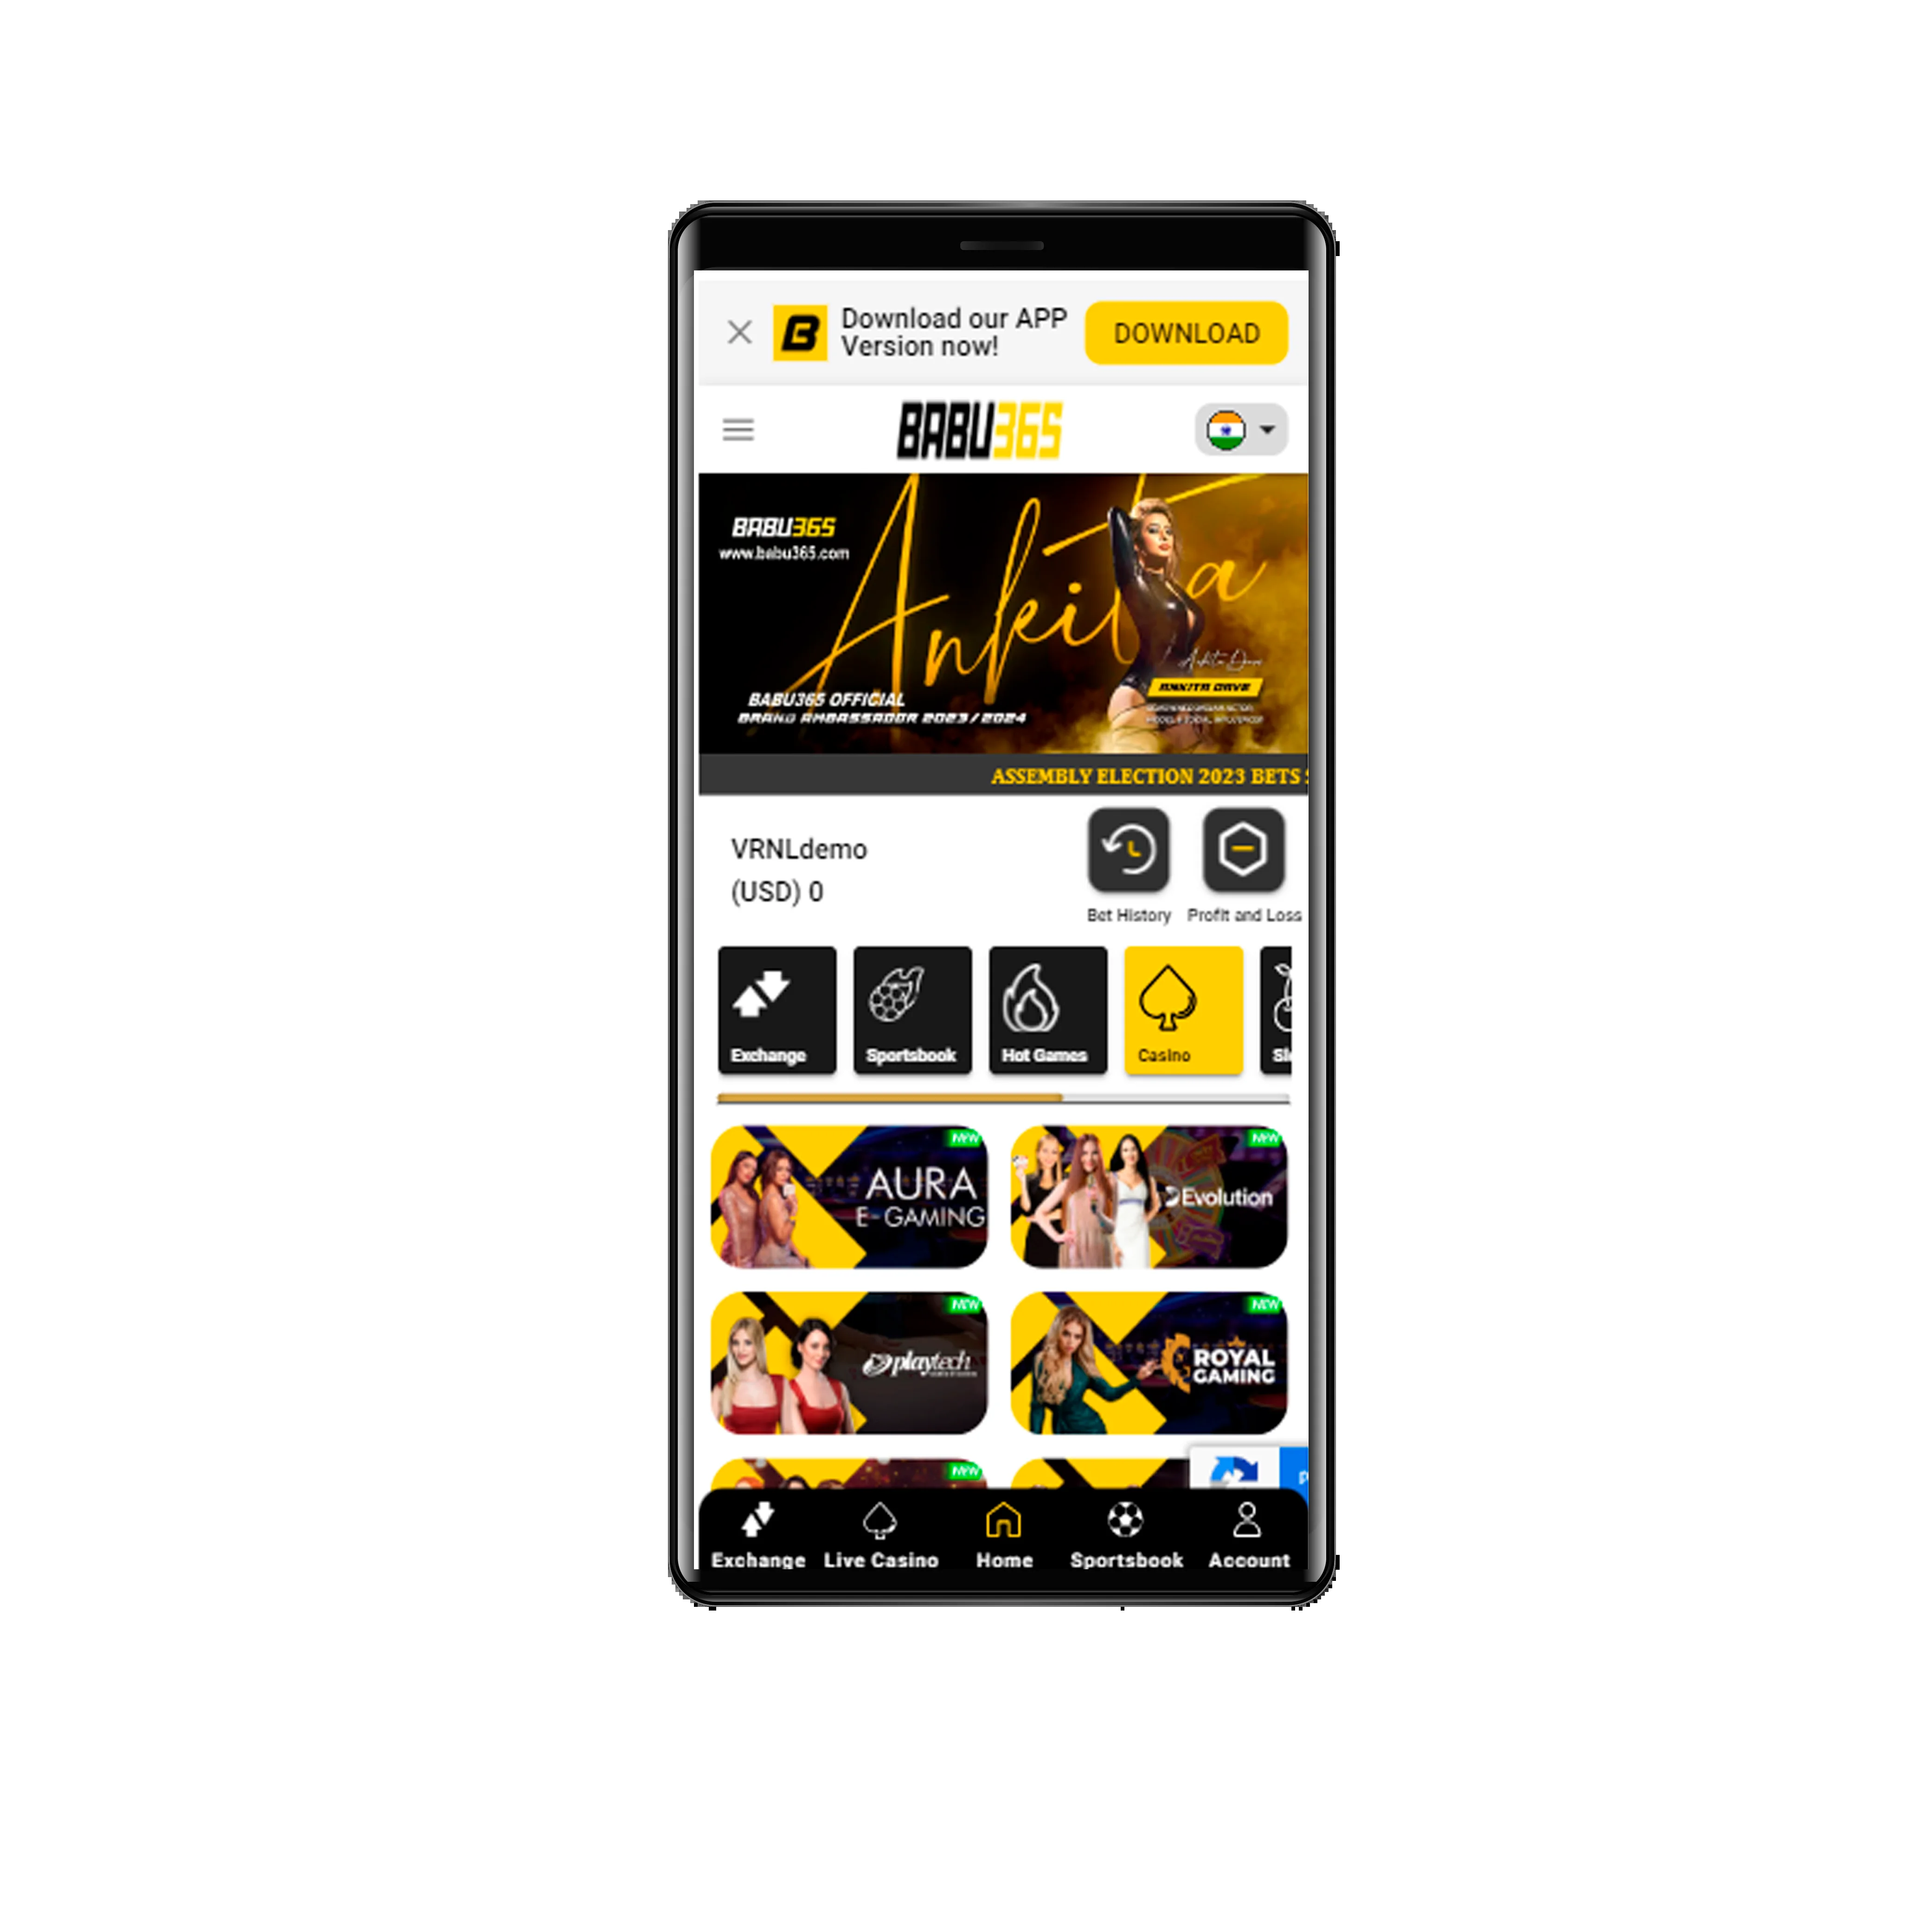 Download our APP
Version now!
DOWNLOAD
B
BABU365
BABU365
www.babu365.com
Ankita
BABU365 OFFICIAL
BRAND AMBASSADOR 2023/2024
Ankita Dave
ANKITA DAVE
ASSEMBLY ELECTION 2023 BETS
VRNLdemo
(USD) 0
Bet History
Profit and Loss
Exchange
Sportsbook
Hot Games
Casino
NEW
AURA
E-GAMING
NEW
Evolution
NEW
playtech
NEW
ROYAL
GAMING
NEW
Exchange
Live Casino
Home
Sportsbook
Account